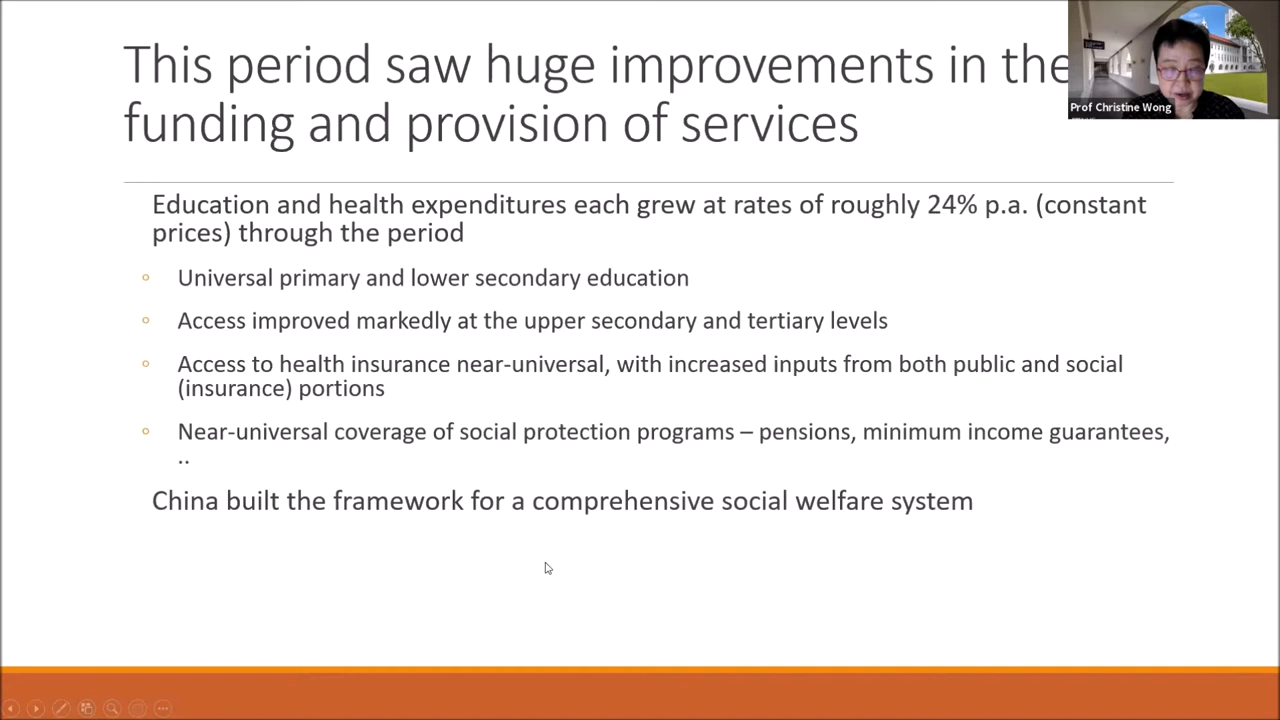 This period saw huge improvements in the
funding and provision of services
Prof Christine Wong
Education and health expenditures each grew at rates of roughly 24% p.a. (constant
prices) through the period
Universal primary and lower secondary education
Access improved markedly at the upper secondary and tertiary levels
Access to health insurance near-universal, with increased inputs from both public and social
(insurance) portions
Near-universal coverage of social protection programs – pensions, minimum income guarantees,
..
China built the framework for a comprehensive social welfare system